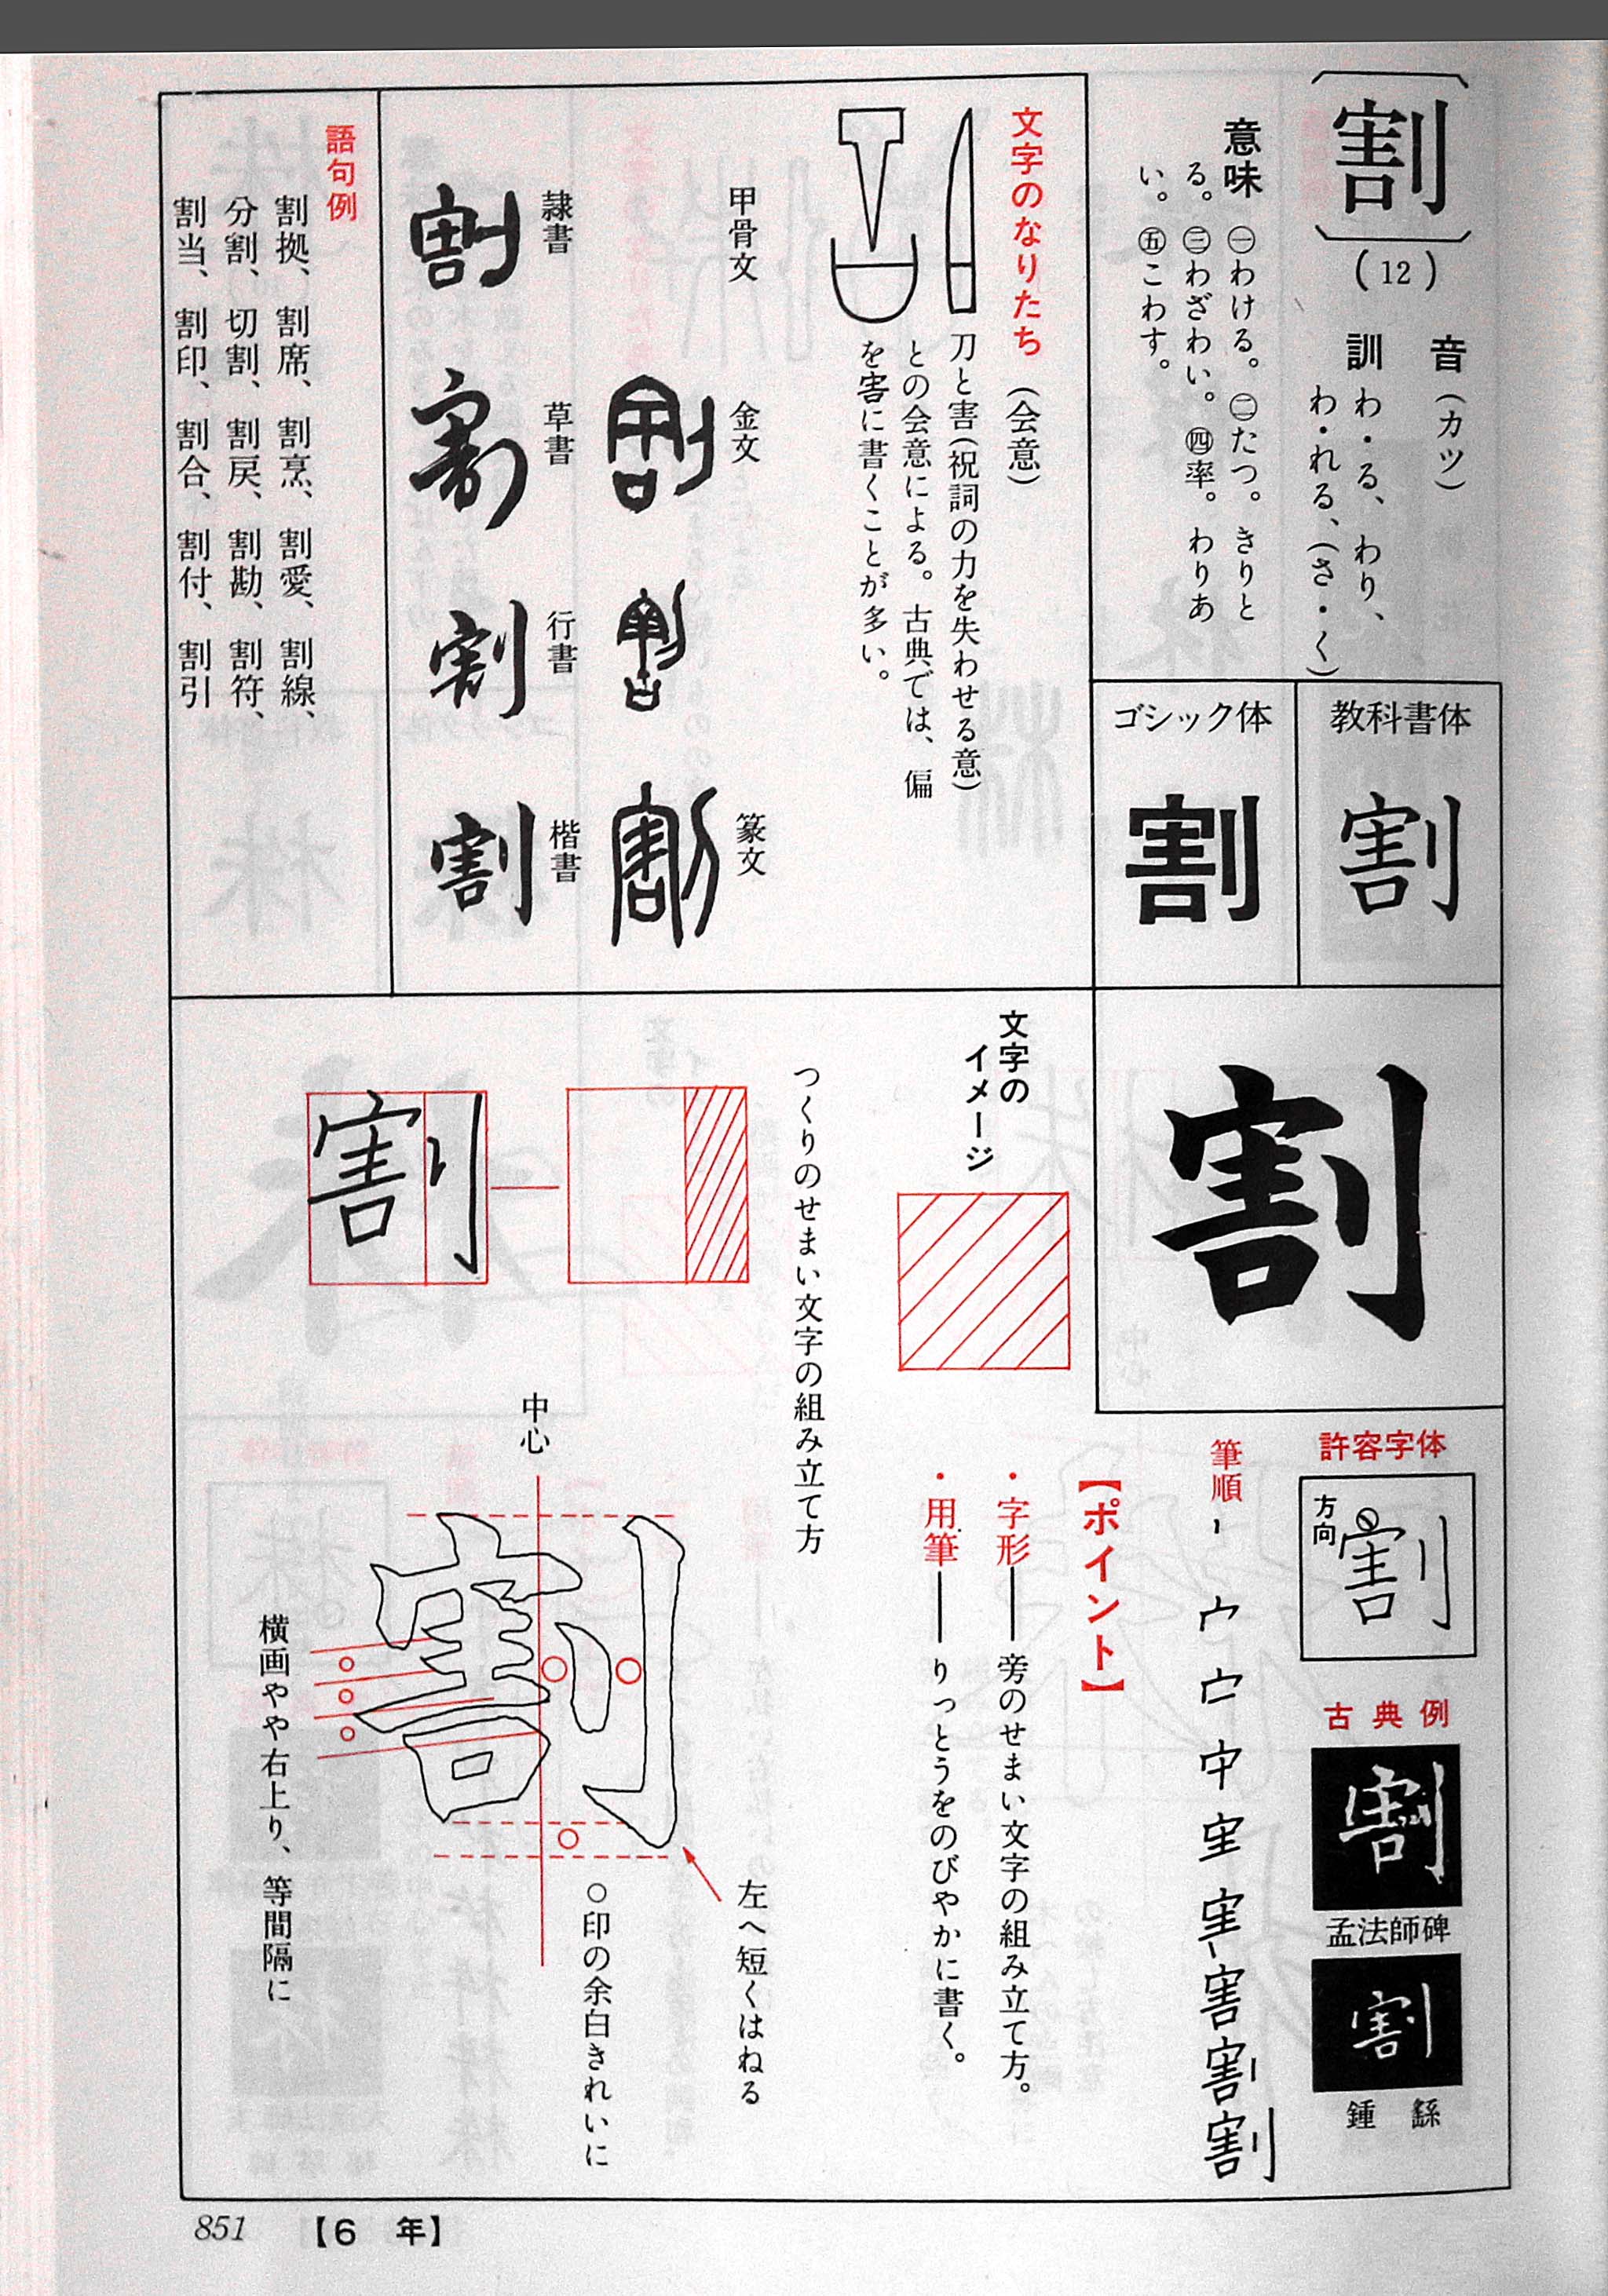 〔割〕(12)
音(カツ)
訓 わ・る、わり、
わ・れる、(さ・く)
意味 ㊀わける。㊁たつ。きりと
る。㊂わざわい。㊃率。わりあ
い。㊄こわす。
教科書体
割
ゴシック体
割
文字のなりたち(会意)
刀と害(祝詞の力を失わせる意)
との会意による。古典では、偏
を害に書くことが多い。
甲骨文
金文
篆文
隷書
割
草書
割
行書
割
楷書
割
語句例
割拠、割席、割烹、割愛、割線、
分割、切割、割戻、割勘、割符、
割当、割印、割合、割付、割引
割
許容字体
方向
割
古典例
割
孟法師碑
割
鍾繇
筆順
割
【ポイント】
・字形──旁のせまい文字の組み立て方。
・用筆──りっとうをのびやかに書く。
文字の
イメージ
つくりのせまい文字の組み立て方
割
中心
割
左へ短くはねる
○印の余白きれいに
横画やや右上り、等間隔に
851 【6 年】